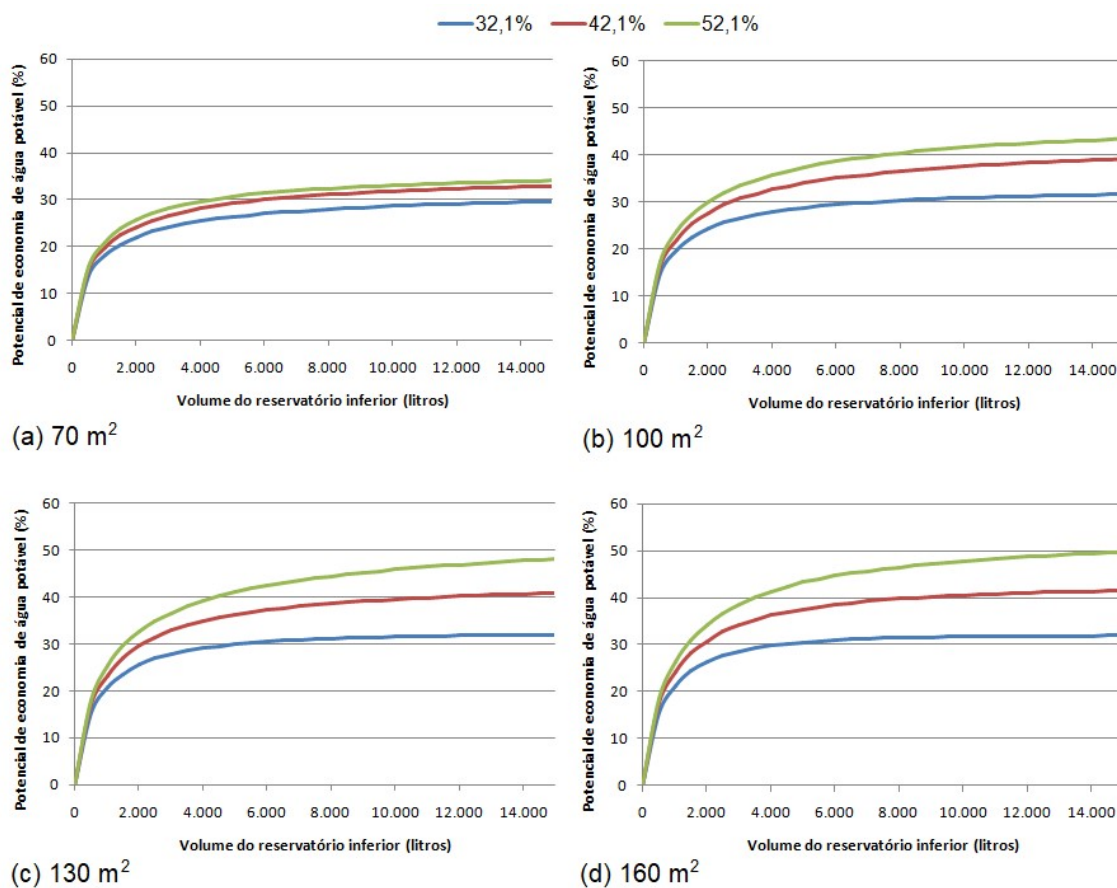 32,1% 42,1% 52,1%
Potencial de economia de água potável (%)
60
50
40
30
20
10
0
0 2.000 4.000 6.000 8.000 10.000 12.000 14.000
Volume do reservatório inferior (litros)
(a) 70 m²
Potencial de economia de água potável (%)
60
50
40
30
20
10
0
0 2.000 4.000 6.000 8.000 10.000 12.000 14.000
Volume do reservatório inferior (litros)
(b) 100 m²
Potencial de economia de água potável (%)
60
50
40
30
20
10
0
0 2.000 4.000 6.000 8.000 10.000 12.000 14.000
Volume do reservatório inferior (litros)
(c) 130 m²
Potencial de economia de água potável (%)
60
50
40
30
20
10
0
0 2.000 4.000 6.000 8.000 10.000 12.000 14.000
Volume do reservatório inferior (litros)
(d) 160 m²